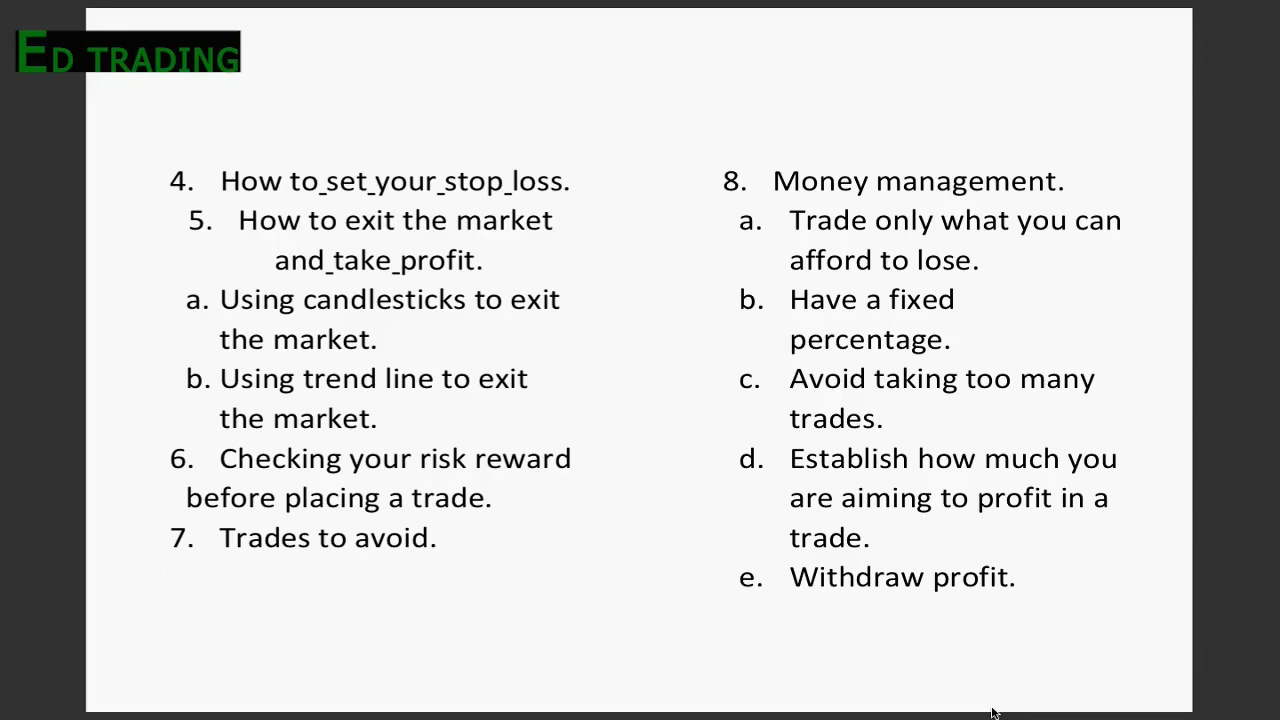 ED TRADING
4. How to set your stop loss.
5. How to exit the market
and take profit.
a. Using candlesticks to exit
the market.
b. Using trend line to exit
the market.
6. Checking your risk reward
before placing a trade.
7. Trades to avoid.
8. Money management.
a. Trade only what you can
afford to lose.
b. Have a fixed
percentage.
c. Avoid taking too many
trades.
d. Establish how much you
are aiming to profit in a
trade.
e. Withdraw profit.